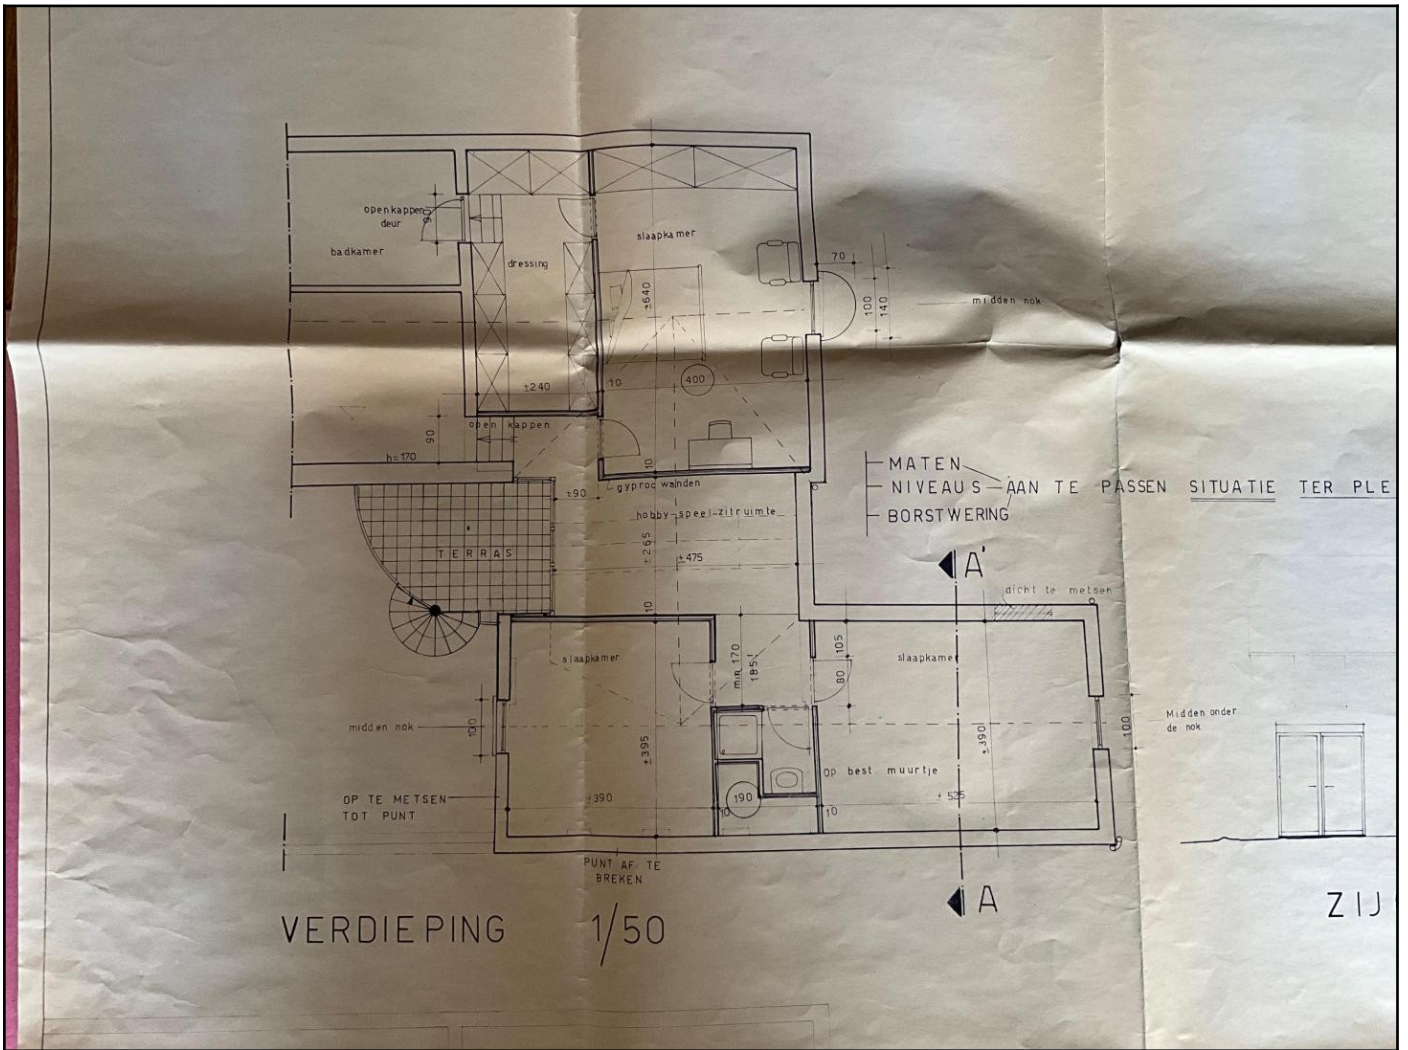 openkappen
deur
90
badkamer
dressing
slaapkamer
±640
70
100
140
midden nok
±240
10
400
open kappen
90
h=170
10
gyproc wanden
±90
hobby-speel-zitruimte
MATEN
NIVEAUS AAN TE PASSEN SITUATIE TER PLE
BORSTWERING
TERRAS
±265
±475
A'
dicht te metsen
10
slaapkamer
min 170
185
105
80
slaapkamer
midden nok
100
±395
±390
100
Midden onder
de nok
op best muurtje
OP TE METSEN
TOT PUNT
±390
10
190
10
± 525
PUNT AF TE
BREKEN
A
VERDIEPING 1/50
ZIJ